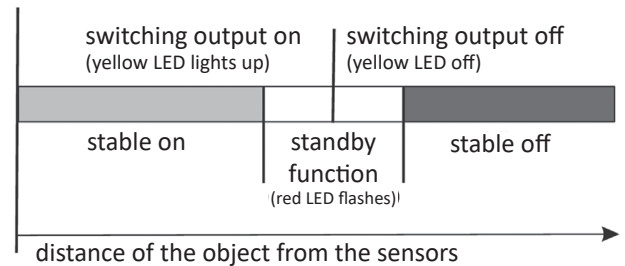 switching output on
(yellow LED lights up)
switching output off
(yellow LED off)
stable on
standby
function
(red LED flashes)
stable off
distance of the object from the sensors